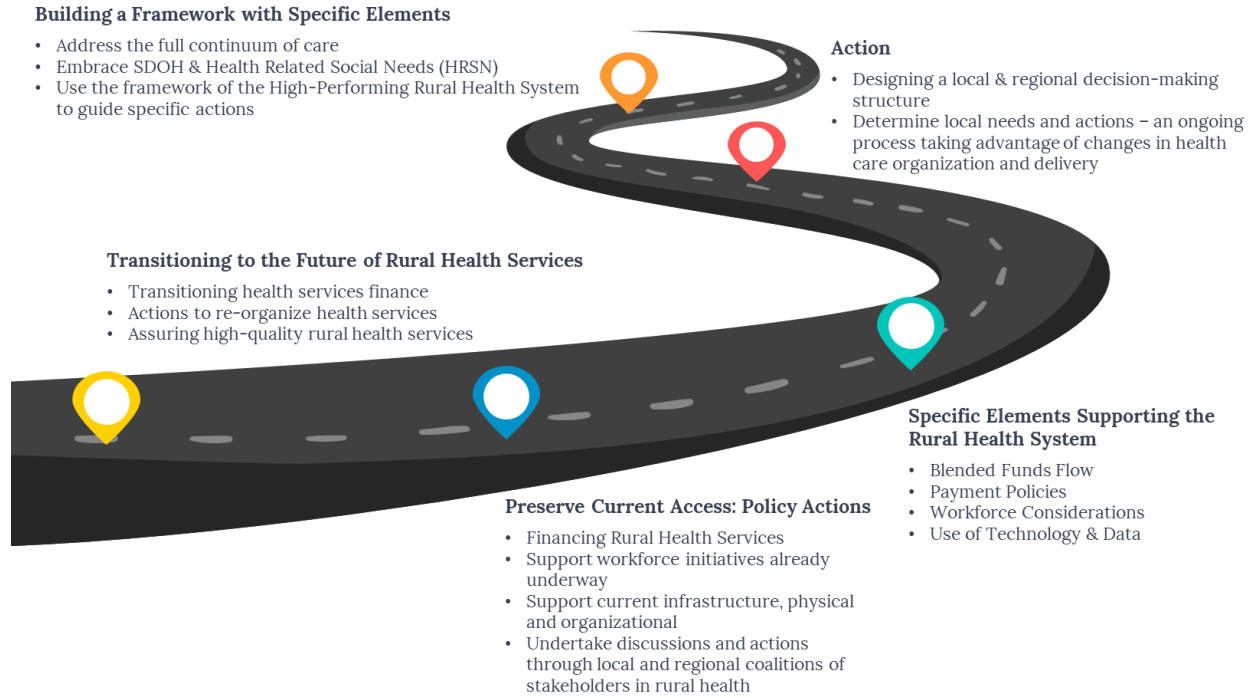 Building a Framework with Specific Elements
• Address the full continuum of care
• Embrace SDOH & Health Related Social Needs (HRSN)
• Use the framework of the High-Performing Rural Health System
to guide specific actions
Action
• Designing a local & regional decision-making
structure
• Determine local needs and actions – an ongoing
process taking advantage of changes in health
care organization and delivery
Transitioning to the Future of Rural Health Services
• Transitioning health services finance
• Actions to re-organize health services
• Assuring high-quality rural health services
Specific Elements Supporting the
Rural Health System
• Blended Funds Flow
• Payment Policies
• Workforce Considerations
• Use of Technology & Data
Preserve Current Access: Policy Actions
• Financing Rural Health Services
• Support workforce initiatives already
underway
• Support current infrastructure, physical
and organizational
• Undertake discussions and actions
through local and regional coalitions of
stakeholders in rural health